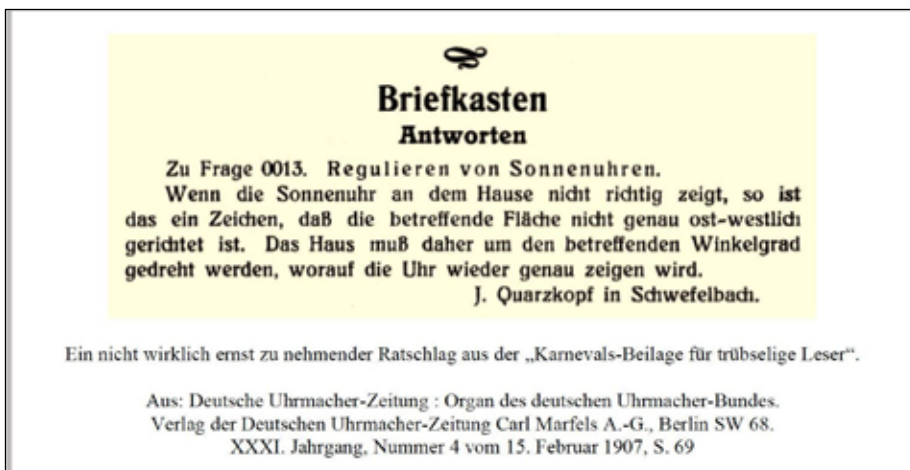 Briefkasten
Antworten
Zu Frage 0013. Regulieren von Sonnenuhren.
Wenn die Sonnenuhr an dem Hause nicht richtig zeigt, so ist
das ein Zeichen, daß die betreffende Fläche nicht genau ost-westlich
gerichtet ist. Das Haus muß daher um den betreffenden Winkelgrad
gedreht werden, worauf die Uhr wieder genau zeigen wird.
J. Quarzkopf in Schwefelbach.
Ein nicht wirklich ernst zu nehmender Ratschlag aus der „Karnevals-Beilage für trübselige Leser“.
Aus: Deutsche Uhrmacher-Zeitung : Organ des deutschen Uhrmacher-Bundes.
Verlag der Deutschen Uhrmacher-Zeitung Carl Marfels A.-G., Berlin SW 68.
XXXI. Jahrgang, Nummer 4 vom 15. Februar 1907, S. 69